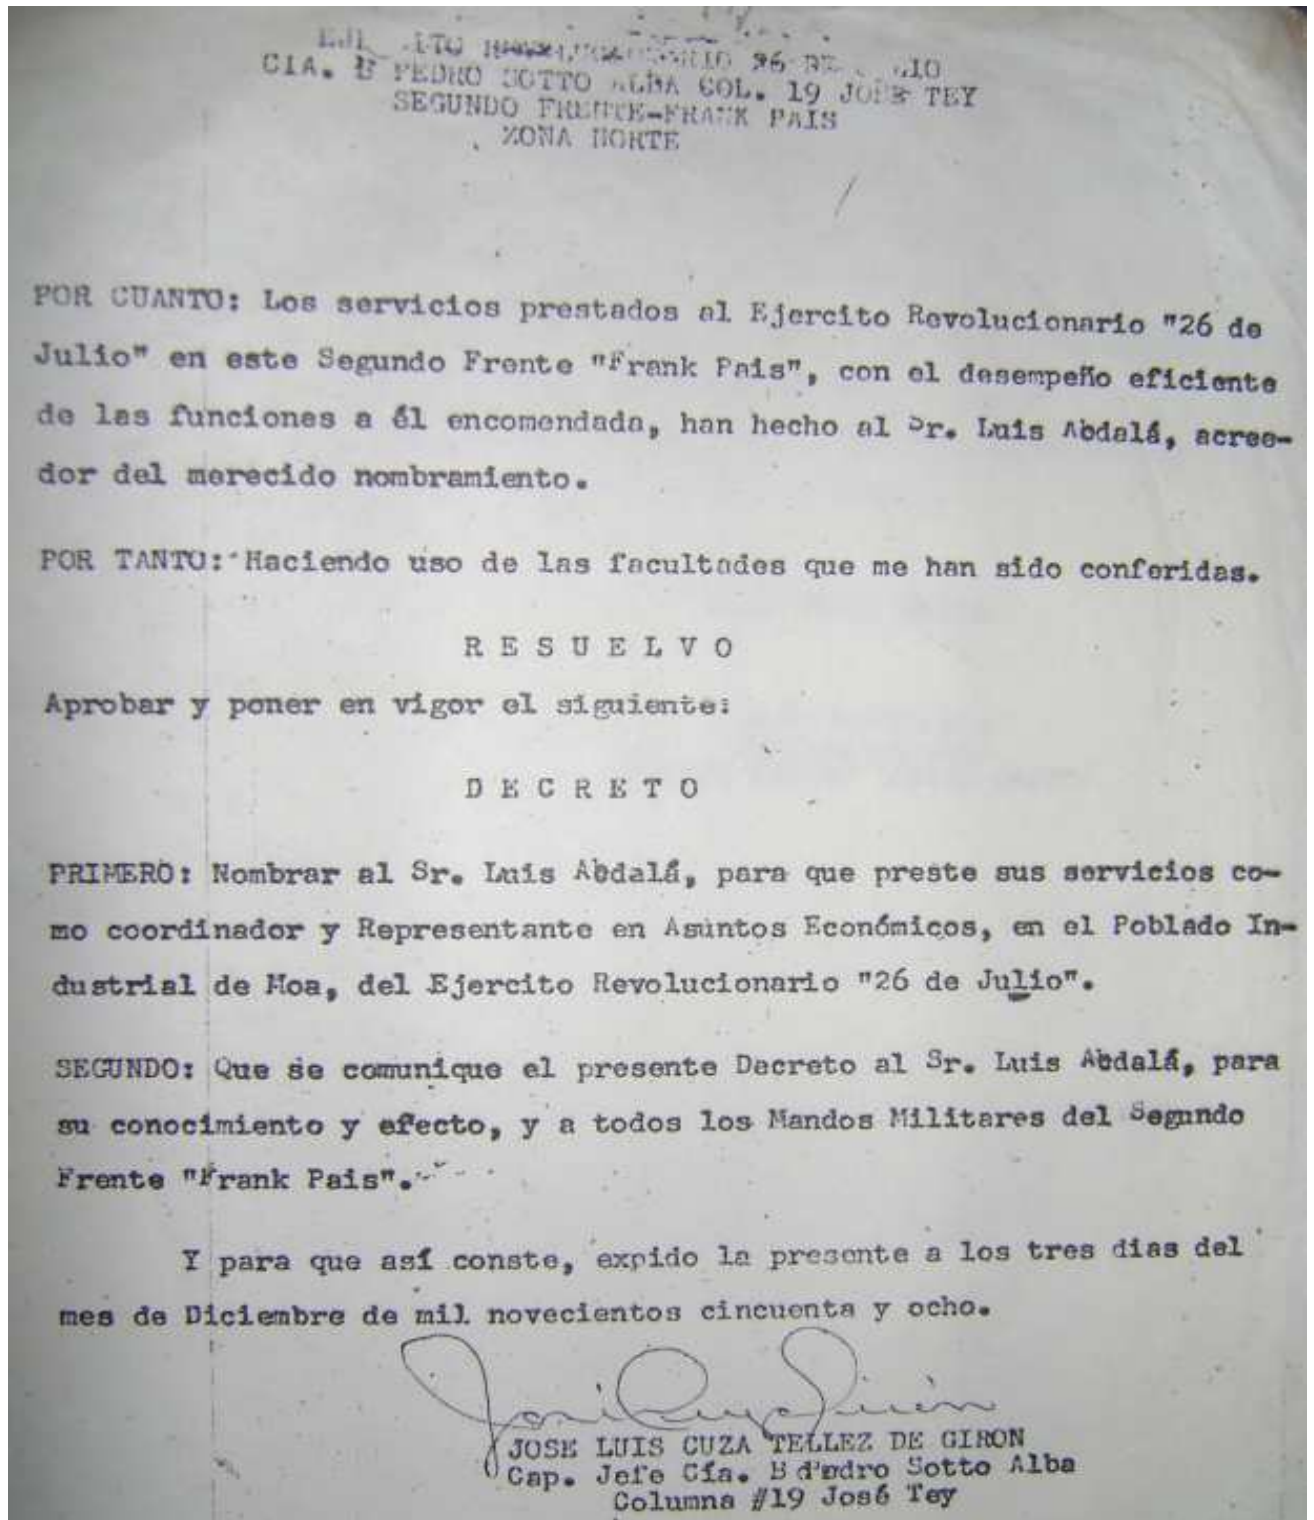 REVOLUCIONARIO 26 DE
CIA. B PEDRO SOTTO ALBA COL. 19 JOSE TEY
SEGUNDO FRENTE-FRANK PAIS
ZONA NORTE
POR CUANTO: Los servicios prestados al Ejercito Revolucionario "26 de
Julio" en este Segundo Frente "Frank Pais", con el desempeño eficiente
de las funciones a él encomendada, han hecho al Sr. Luis Abdalá, acree-
dor del merecido nombramiento.
POR TANTO: Haciendo uso de las facultades que me han sido conferidas.
R E S U E L V O
Aprobar y poner en vigor el siguiente:
D E C R E T O
PRIMERO: Nombrar al Sr. Luis Abdalá, para que preste sus servicios co-
mo coordinador y Representante en Asuntos Económicos, en el Poblado In-
dustrial de Moa, del Ejercito Revolucionario "26 de Julio".
SEGUNDO: Que se comunique el presente Decreto al Sr. Luis Abdalá, para
su conocimiento y efecto, y a todos los Mandos Militares del Segundo
Frente "Frank Pais".
Y para que así conste, expido la presente a los tres dias del
mes de Diciembre de mil novecientos cincuenta y ocho.
JOSE LUIS CUZA TELLEZ DE GIRON
Cap. Jefe Cía. B d'Pedro Sotto Alba
Columna #19 José Tey